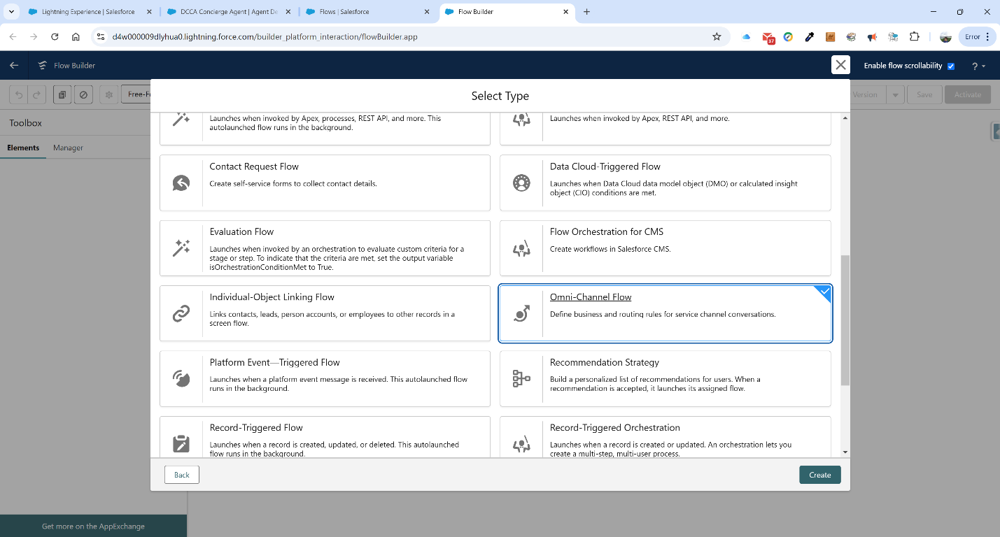 Lightning Experience | Salesforce
DCCA Concierge Agent | Agent De
Flows | Salesforce
Flow Builder
d4w000009dlyhua0.lightning.force.com/builder_platform_interaction/flowBuilder.app
37
Error
Flow Builder
Enable flow scrollability
?
Free-F
Version
Save
Activate
Toolbox
Elements
Manager
Select Type
Launches when invoked by Apex, processes, REST API, and more. This
autolaunched flow runs in the background.
Launches when invoked by Apex, REST API, and more.
Contact Request Flow
Create self-service forms to collect contact details.
Data Cloud-Triggered Flow
Launches when Data Cloud data model object (DMO) or calculated insight
object (CIO) conditions are met.
Evaluation Flow
Launches when invoked by an orchestration to evaluate custom criteria for a
stage or step. To indicate that the criteria are met, set the output variable
isOrchestrationConditionMet to True.
Flow Orchestration for CMS
Create workflows in Salesforce CMS.
Individual-Object Linking Flow
Links contacts, leads, person accounts, or employees to other records in a
screen flow.
Omni-Channel Flow
Define business and routing rules for service channel conversations.
Platform Event—Triggered Flow
Launches when a platform event message is received. This autolaunched flow
runs in the background.
Recommendation Strategy
Build a personalized list of recommendations for users. When a
recommendation is accepted, it launches its assigned flow.
Record-Triggered Flow
Launches when a record is created, updated, or deleted. This autolaunched
flow runs in the background.
Record-Triggered Orchestration
Launches when a record is created or updated. An orchestration lets you
create a multi-step, multi-user process.
Back
Create
Get more on the AppExchange